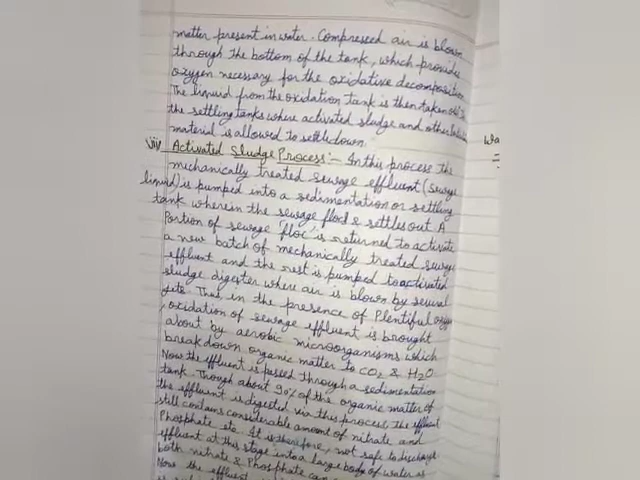 matter present in water. Compressed air is blown
through the bottom of the tank, which provides
oxygen necessary for the oxidative decomposition
The liquid from the oxidation tank is then taken
the settling tanks where activated sludge and other
material is allowed to settle down.
Activated Sludge Process :- In this process the
mechanically treated sewage effluent (sewage
liquid) is pumped into a sedimentation or settling
tank wherein the sewage floc & settles out. A
Portion of sewage 'floc' is returned to activate
a new batch of mechanically treated sewage
effluent and the rest is pumped to activated
sludge digester where air is blown by several
jets. Thus in the presence of Plentiful oxygen
, oxidation of sewage effluent is brought
about by aerobic microorganisms which
break down organic matter to CO2 & H2O.
Now the effluent is passed through a sedimentation
tank. Though about 90% of the organic matter of
the effluent is digested via this process, the effluent
still contains considerable amount of nitrate and
Phosphate etc. It is therefore, not safe to discharge
effluent at this stage into a large body of water as
both nitrate & Phosphate can
Now the effluent
Wa